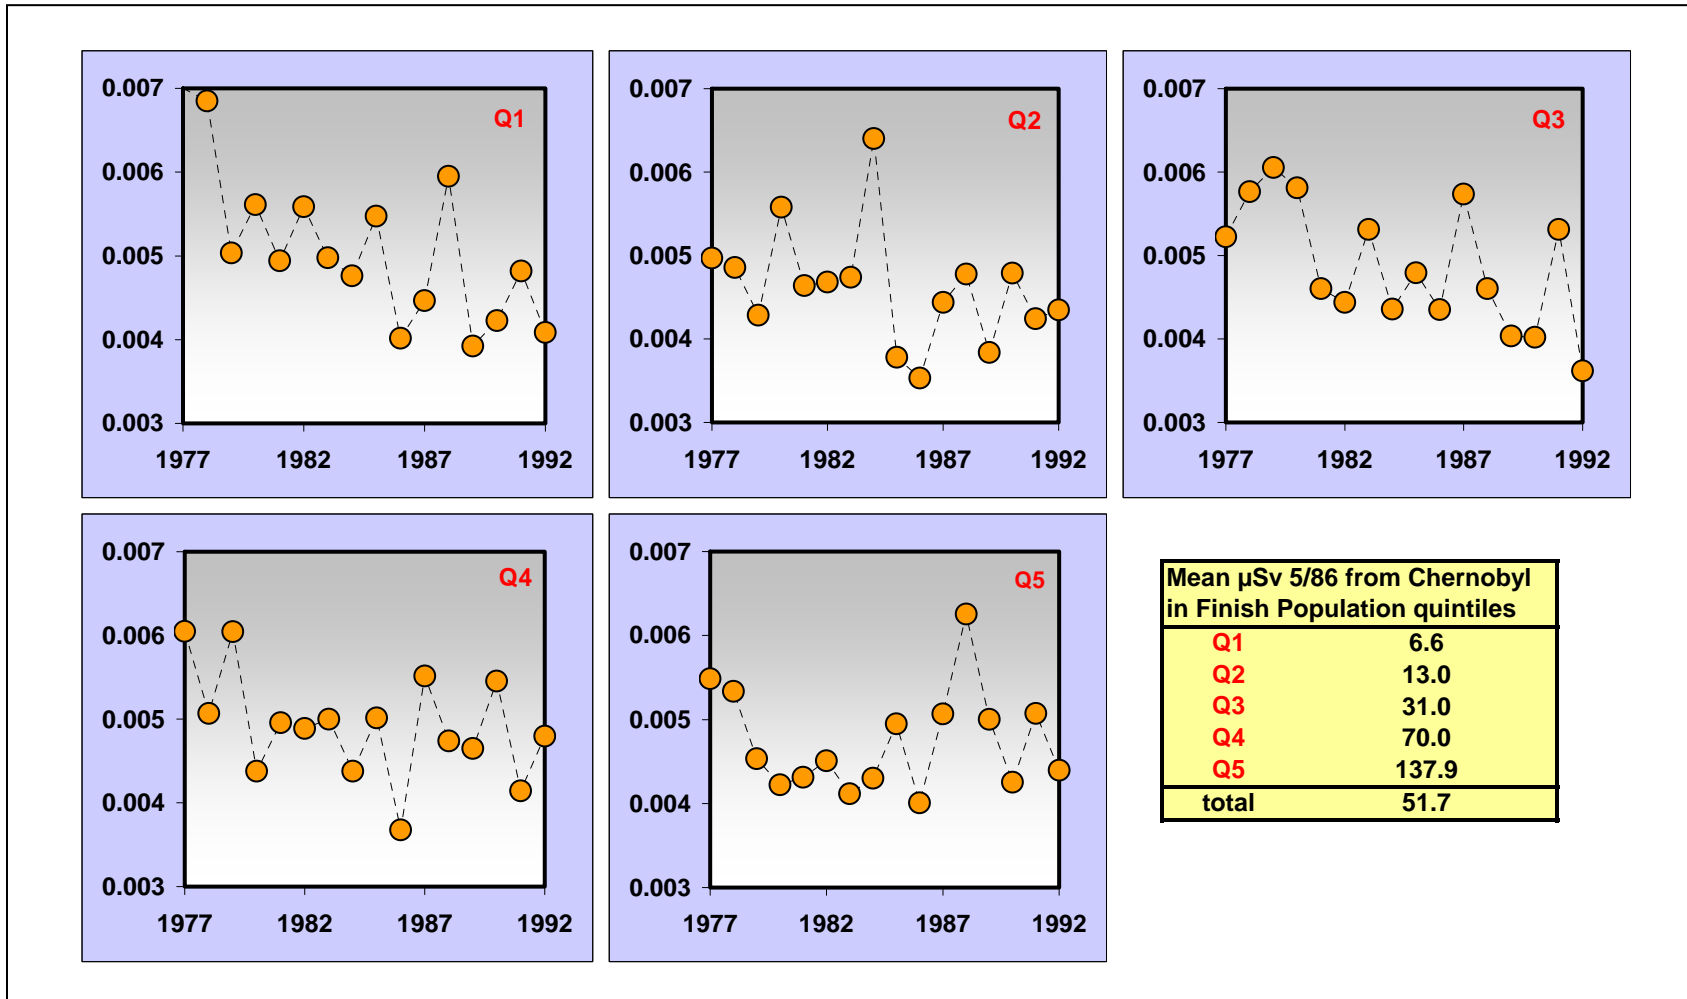 0.007
0.006
0.005
0.004
0.003
1977 1982 1987 1992
Q1
0.007
0.006
0.005
0.004
0.003
1977 1982 1987 1992
Q2
0.007
0.006
0.005
0.004
0.003
1977 1982 1987 1992
Q3
0.007
0.006
0.005
0.004
0.003
1977 1982 1987 1992
Q4
0.007
0.006
0.005
0.004
0.003
1977 1982 1987 1992
Q5
Mean µSv 5/86 from Chernobyl
in Finish Population quintiles
Q1 6.6
Q2 13.0
Q3 31.0
Q4 70.0
Q5 137.9
total 51.7